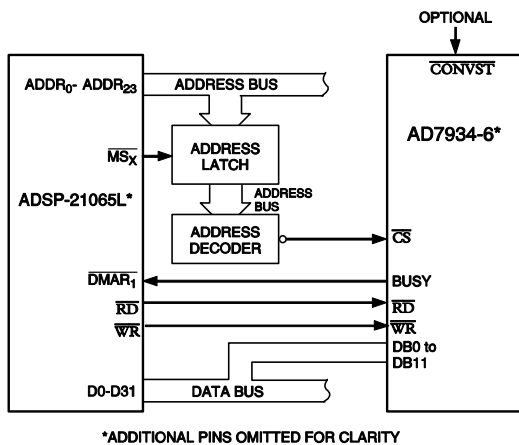 OPTIONAL
CONVST
AD7934-6*
ADDR0- ADDR23
ADDRESS BUS
MSX
ADDRESS
LATCH
ADSP-21065L*
ADDRESS
BUS
ADDRESS
DECODER
CS
DMAR1
BUSY
RD
RD
WR
WR
DB0 to
DB11
D0-D31
DATA BUS
*ADDITIONAL PINS OMITTED FOR CLARITY